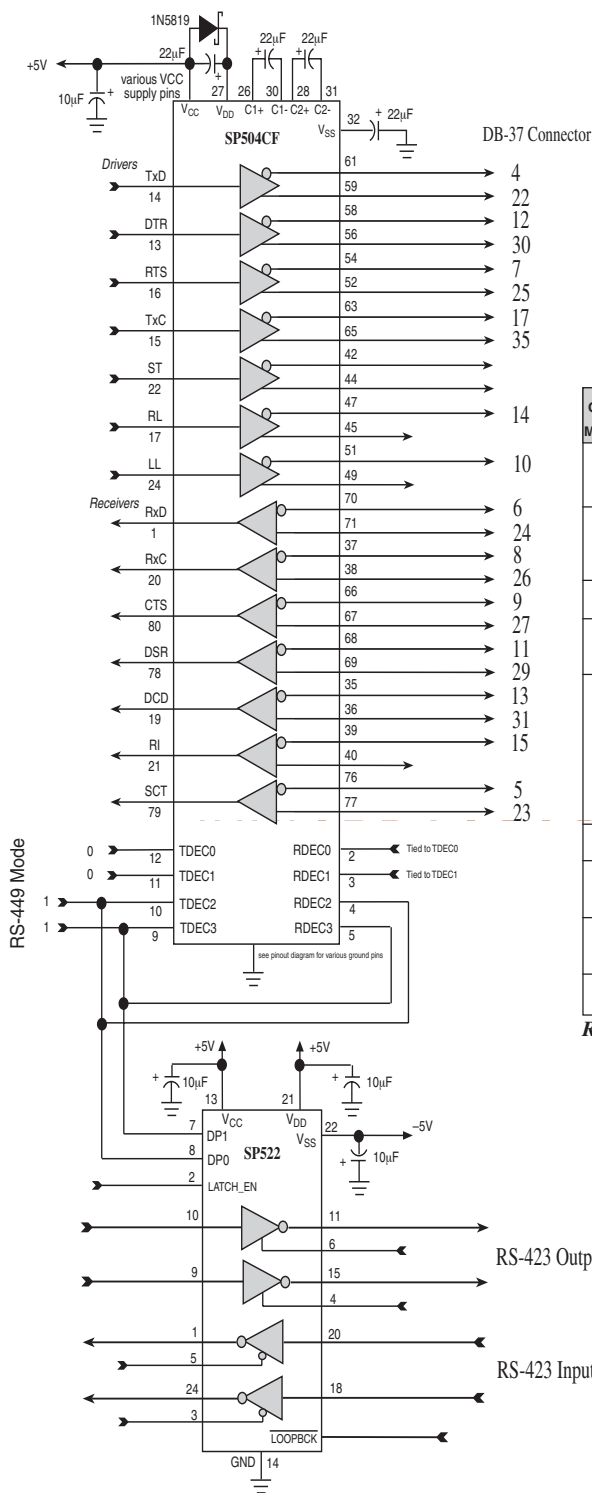 1N5819
22µF 22µF
+5V 22µF
various VCC
supply pins
10µF
27 26 30 28 31
VCC VDD C1+ C1- C2+ C2-
SP504CF
VSS 32 22µF
DB-37 Connector
Drivers
TxD 14 61 4
59 22
DTR 13 58 12
56 30
RTS 16 54 7
52 25
TxC 15 63 17
65 35
ST 22 42
44
RL 17 47 14
45
LL 24 51 10
49
Receivers
RxD 1 70 6
71 24
RxC 20 37 8
38 26
CTS 80 66 9
67 27
DSR 78 68 11
69 29
DCD 19 35 13
36 31
RI 21 39 15
40
SCT 79 76 5
77 23
RS-449 Mode
0 12 TDEC0 RDEC0 2 Tied to TDEC0
0 11 TDEC1 RDEC1 3 Tied to TDEC1
1 10 TDEC2 RDEC2 4
1 9 TDEC3 RDEC3 5
see pinout diagram for various ground pins
+5V +5V
10µF 10µF
13 21
VCC VDD
7 DP1 VSS 22 –5V
SP522
8 DP0 10µF
2 LATCH_EN
10 11
6
RS-423 Outp
9 15
4
1 20
5
RS-423 Input
24 18
3
LOOPBCK
GND 14